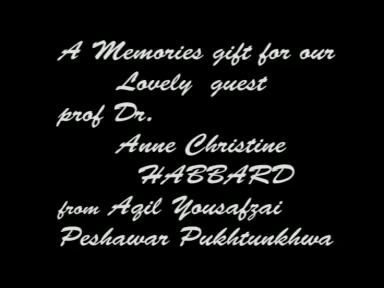 A Memories gift for our
Lovely guest
prof Dr.
Anne Christine
HABBARD
from Aqil Yousafzai
Peshawar Pukhtunkhwa